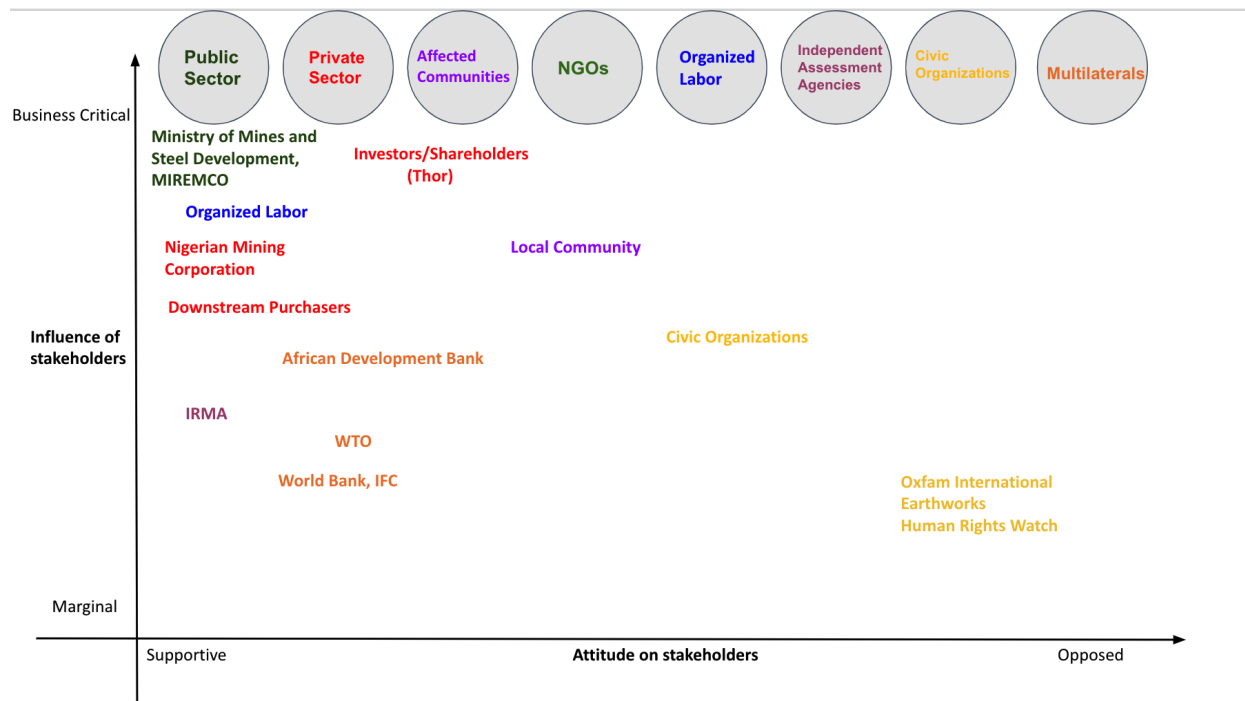 Public
Sector
Private
Sector
Affected
Communities
NGOs
Organized
Labor
Independent
Assessment
Agencies
Civic
Organizations
Multilaterals
Business Critical
Ministry of Mines and
Steel Development,
MIREMCO
Investors/Shareholders
(Thor)
Organized Labor
Nigerian Mining
Corporation
Local Community
Downstream Purchasers
Influence of
stakeholders
Civic Organizations
African Development Bank
IRMA
WTO
World Bank, IFC
Oxfam International
Earthworks
Human Rights Watch
Marginal
Supportive
Attitude on stakeholders
Opposed